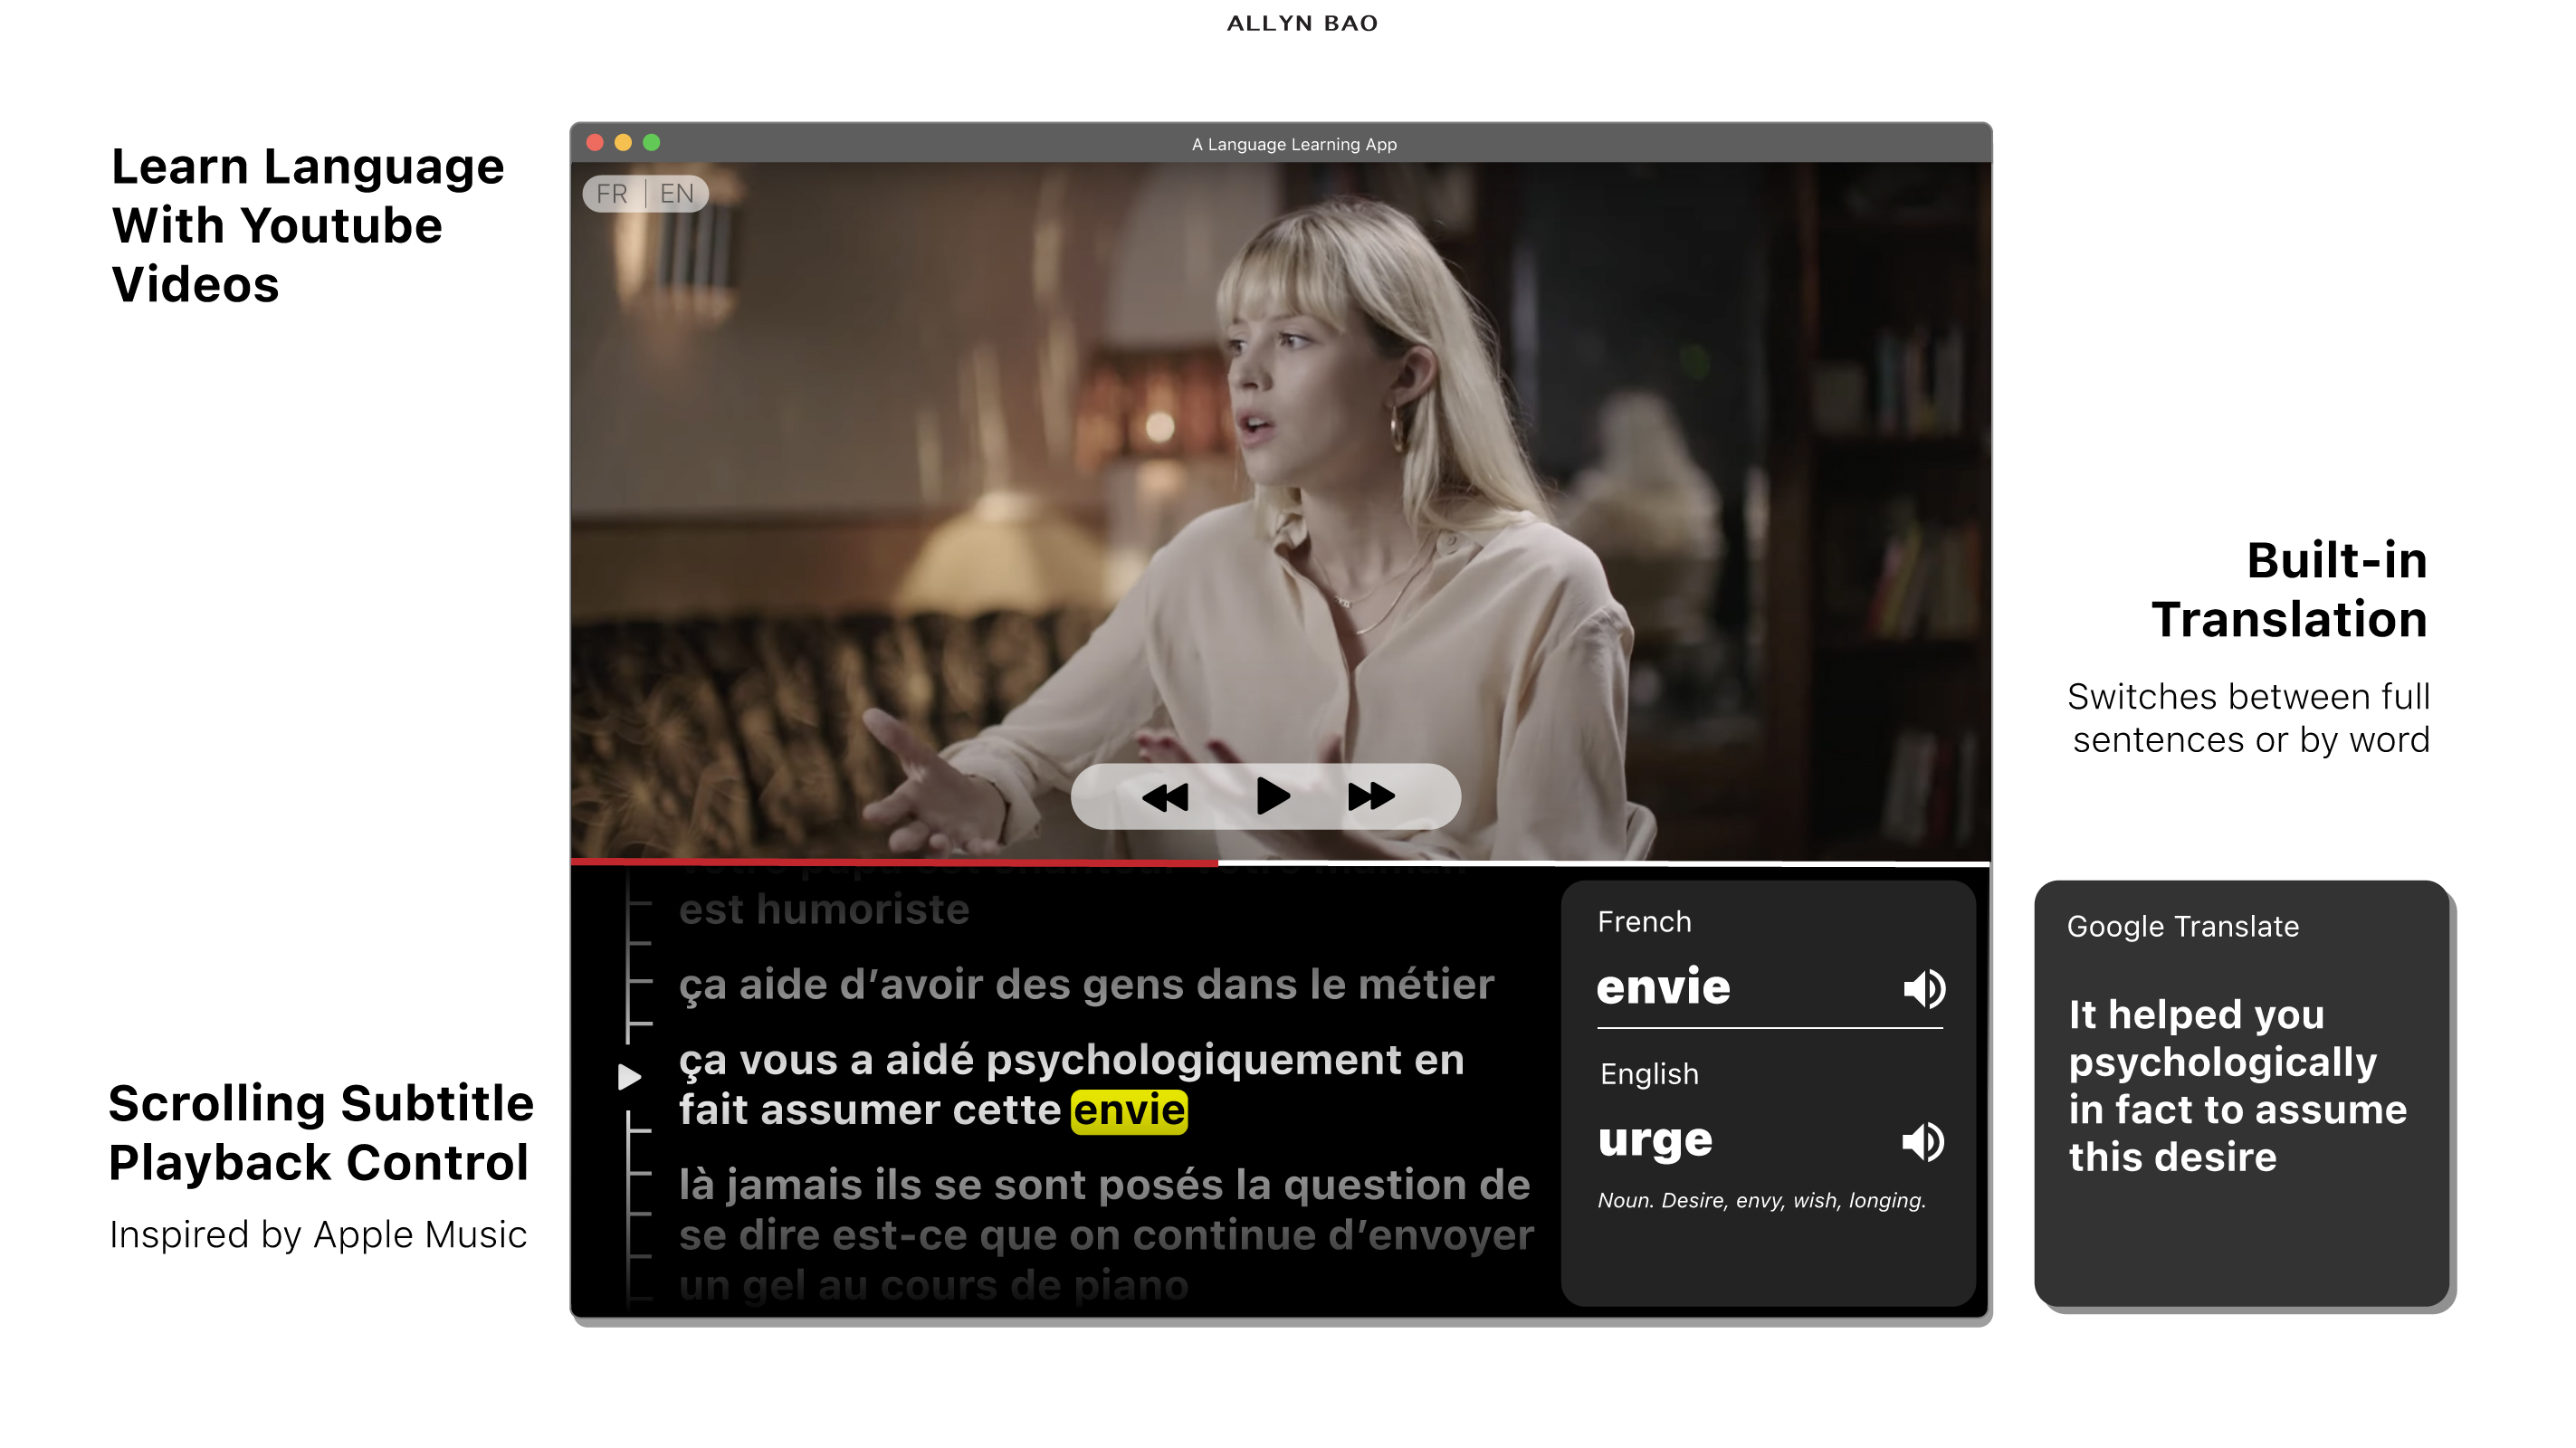 ALLYN BAO
Learn Language
With Youtube
Videos
A Language Learning App
FR | EN
Built-in
Translation
Switches between full
sentences or by word
est humoriste
ça aide d’avoir des gens dans le métier
ça vous a aidé psychologiquement en
fait assumer cette envie
là jamais ils se sont posés la question de
se dire est-ce que on continue d’envoyer
un gel au cours de piano
French
envie
English
urge
Noun. Desire, envy, wish, longing.
Google Translate
It helped you
psychologically
in fact to assume
this desire
Scrolling Subtitle
Playback Control
Inspired by Apple Music